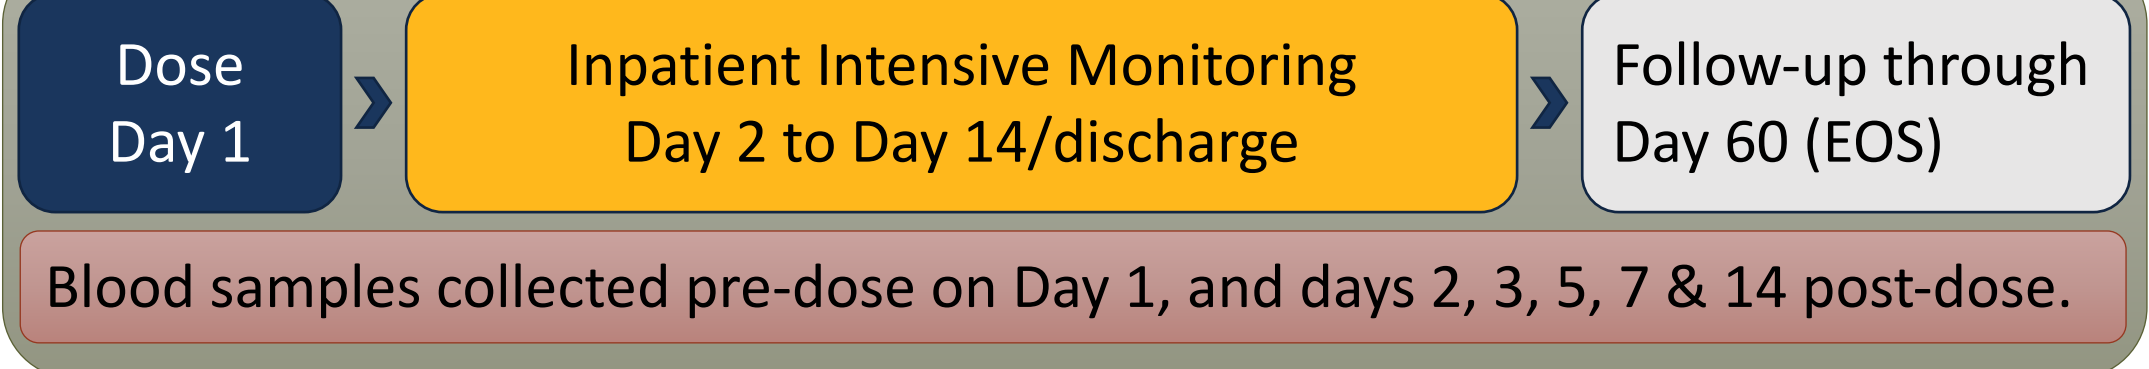 Dose
Day 1
Inpatient Intensive Monitoring
Day 2 to Day 14/discharge
Follow-up through
Day 60 (EOS)
Blood samples collected pre-dose on Day 1, and days 2, 3, 5, 7 & 14 post-dose.